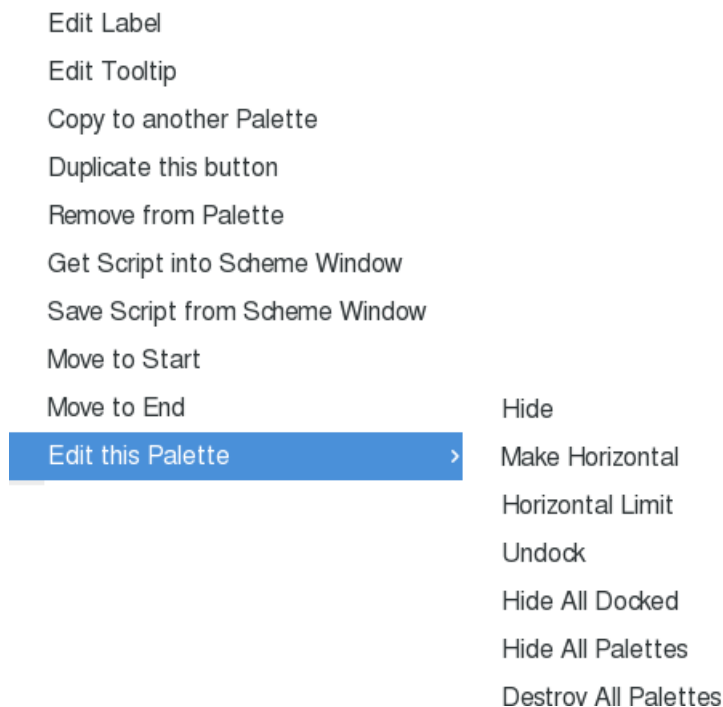 Edit Label
Edit Tooltip
Copy to another Palette
Duplicate this button
Remove from Palette
Get Script into Scheme Window
Save Script from Scheme Window
Move to Start
Move to End
Edit this Palette
Hide
Make Horizontal
Horizontal Limit
Undock
Hide All Docked
Hide All Palettes
Destroy All Palettes